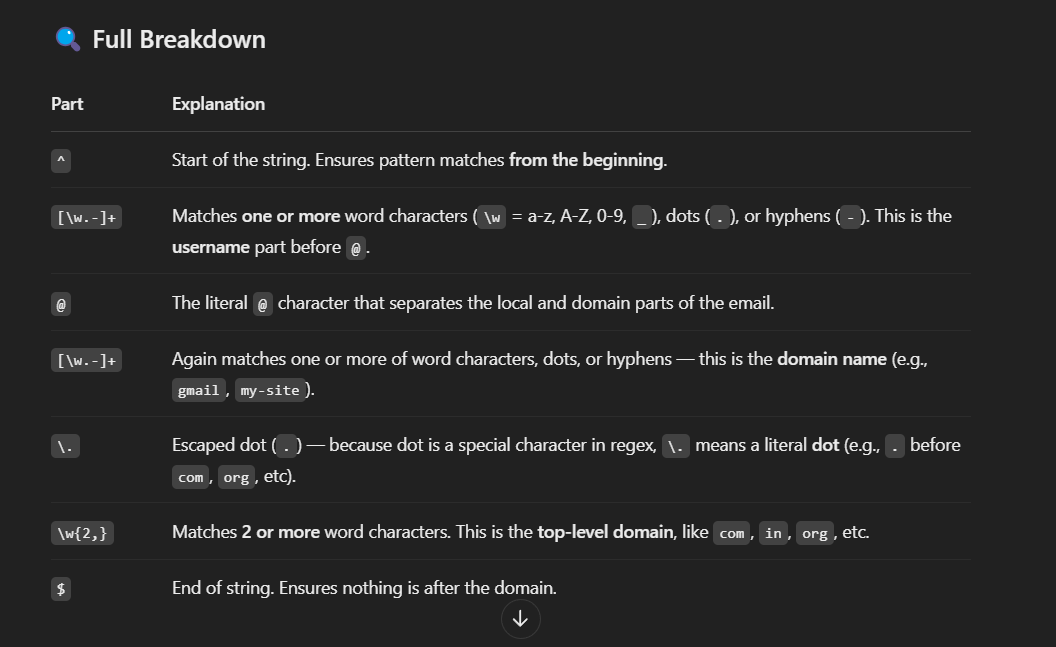 🔍 Full Breakdown
Part Explanation
^ Start of the string. Ensures pattern matches from the beginning.
[\w.-]+ Matches one or more word characters ( \w = a-z, A-Z, 0-9, _ ), dots ( . ), or hyphens ( - ). This is the
username part before @ .
@ The literal @ character that separates the local and domain parts of the email.
[\w.-]+ Again matches one or more of word characters, dots, or hyphens — this is the domain name (e.g.,
gmail , my-site ).
\. Escaped dot ( . ) — because dot is a special character in regex, \. means a literal dot (e.g., . before
com , org , etc).
\w{2,} Matches 2 or more word characters. This is the top-level domain, like com , in , org , etc.
$ End of string. Ensures nothing is after the domain.